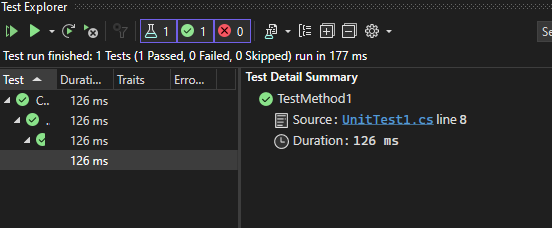 Test Explorer
1 1 0 Se
Test run finished: 1 Tests (1 Passed, 0 Failed, 0 Skipped) run in 177 ms
Test Durati... Traits Erro...
C.. 126 ms
.. 126 ms
126 ms
126 ms
Test Detail Summary
TestMethod1
Source: UnitTest1.cs line 8
Duration: 126 ms